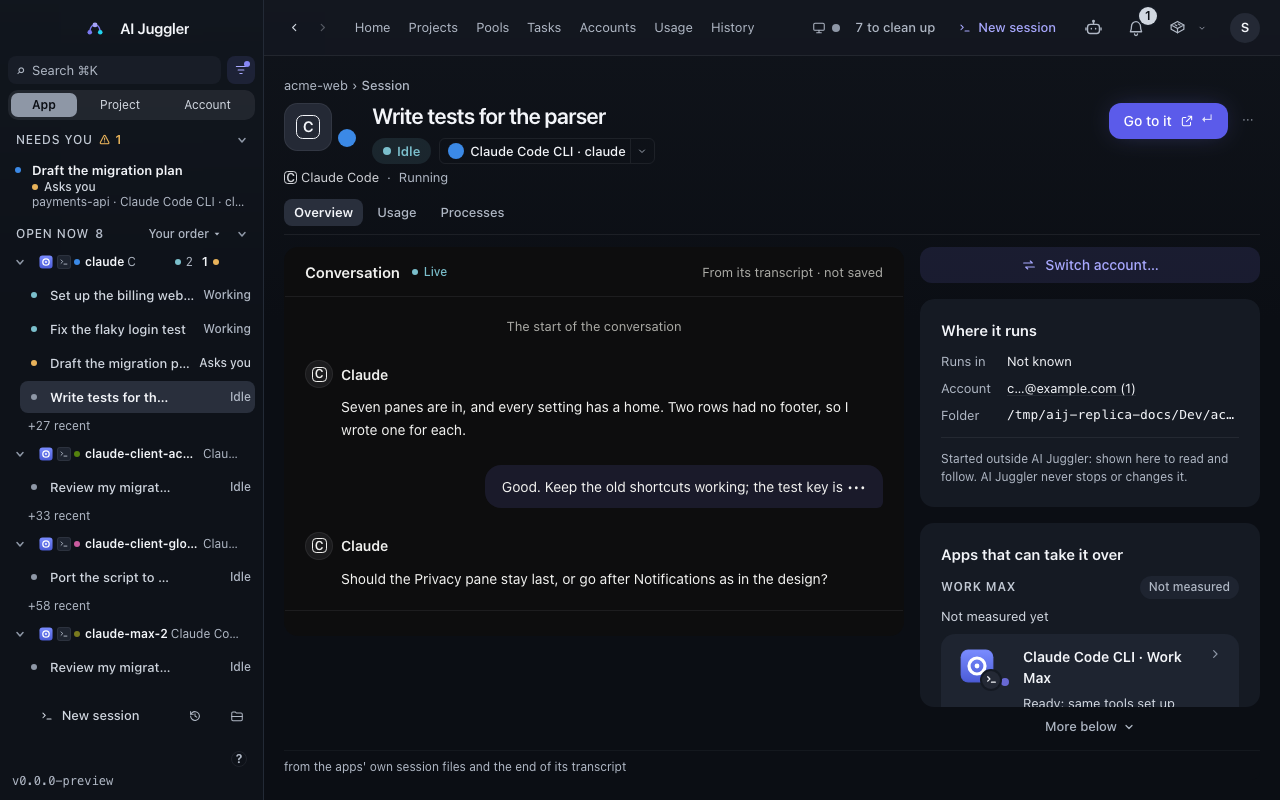 AI Juggler
Search ⌘K
App Project Account
NEEDS YOU 1
Draft the migration plan
Asks you
payments-api · Claude Code CLI · cl…
OPEN NOW 8 Your order
claude C 2 1
Set up the billing web… Working
Fix the flaky login test Working
Draft the migration p… Asks you
Write tests for th… Idle
+27 recent
claude-client-ac… Clau…
Review my migrat… Idle
+33 recent
claude-client-glo… Clau…
Port the script to … Idle
+58 recent
claude-max-2 Claude Co…
Review my migrat… Idle
New session
?
v0.0.0-preview
Home Projects Pools Tasks Accounts Usage History
7 to clean up
New session
1
S
acme-web › Session
C
Write tests for the parser
Idle
Claude Code CLI · claude
Go to it
C Claude Code · Running
Overview Usage Processes
Conversation Live From its transcript · not saved
The start of the conversation
C Claude
Seven panes are in, and every setting has a home. Two rows had no footer, so I
wrote one for each.
Good. Keep the old shortcuts working; the test key is •••
C Claude
Should the Privacy pane stay last, or go after Notifications as in the design?
Switch account...
Where it runs
Runs in Not known
Account c…@example.com (1)
Folder /tmp/aij-replica-docs/Dev/ac…
Started outside AI Juggler: shown here to read and
follow. AI Juggler never stops or changes it.
Apps that can take it over
WORK MAX Not measured
Not measured yet
Claude Code CLI · Work
Max
Ready: same tools set up
More below
from the apps' own session files and the end of its transcript